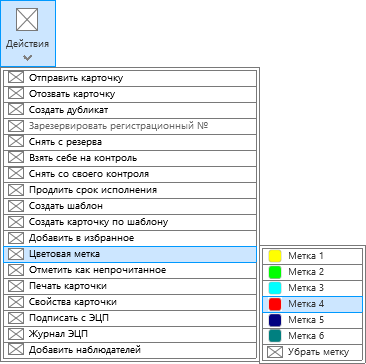 Действия
Отправить карточку
Отозвать карточку
Создать дубликат
Зарезервировать регистрационный №
Снять с резерва
Взять себе на контроль
Снять со своего контроля
Продлить срок исполнения
Создать шаблон
Создать карточку по шаблону
Добавить в избранное
Цветовая метка
Отметить как непрочитанное
Печать карточки
Свойства карточки
Подписать с ЭЦП
Журнал ЭЦП
Добавить наблюдателей
Метка 1
Метка 2
Метка 3
Метка 4
Метка 5
Метка 6
Убрать метку